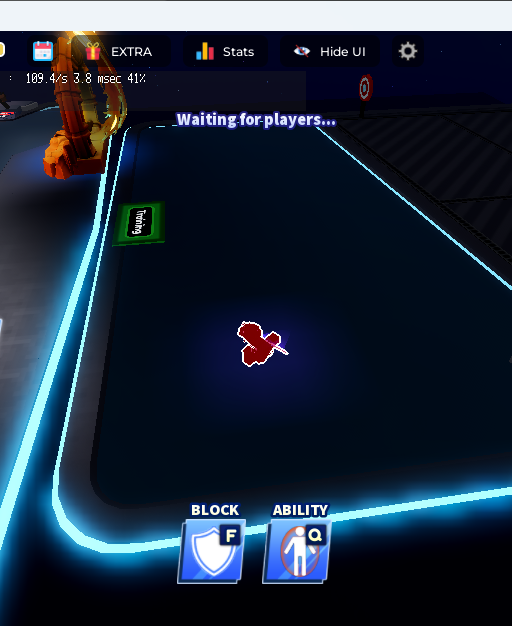 EXTRA
Stats
Hide UI
: 109.4/s 3.8 msec 41%
Waiting for players...
Training
BLOCK
ABILITY
F
Q